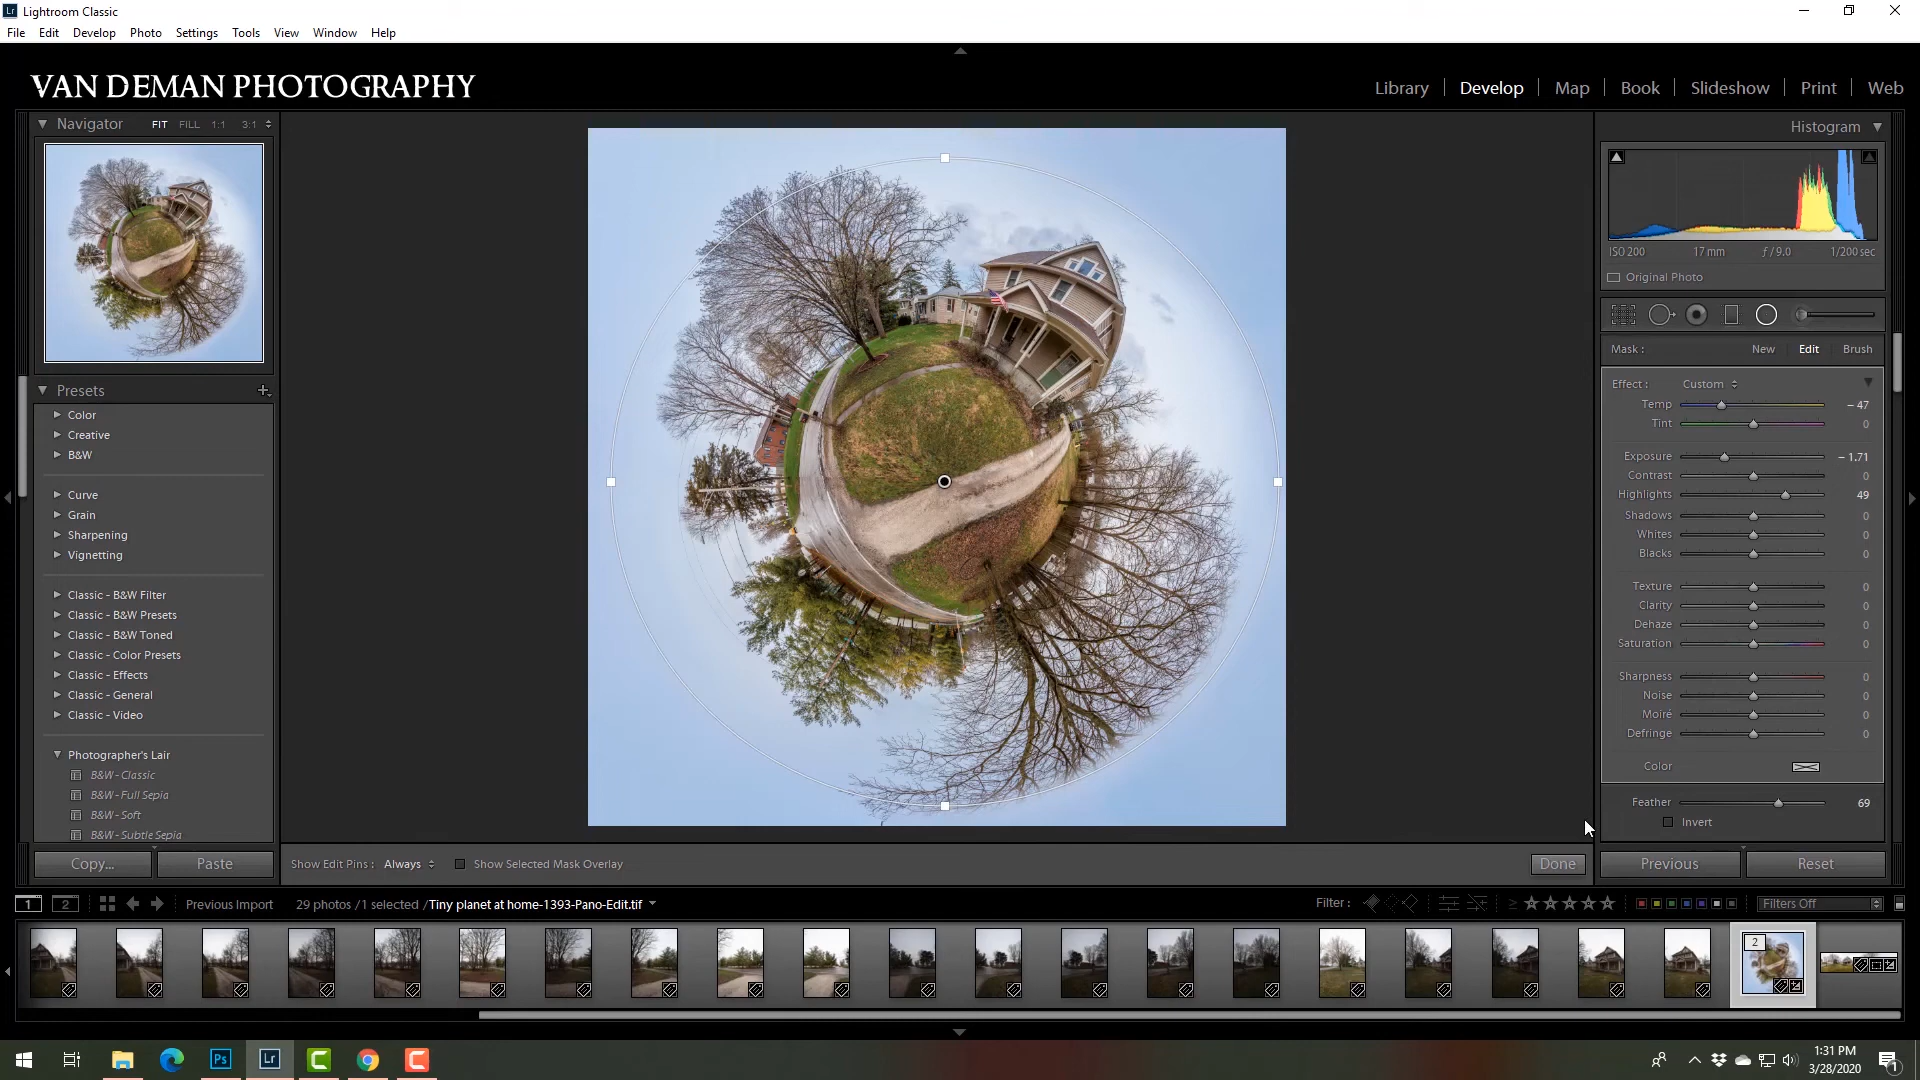 Lightroom Classic
File Edit Develop Photo Settings Tools View Window Help
VAN DEMAN PHOTOGRAPHY
Library Develop Map Book Slideshow Print Web
Navigator FIT FILL 1:1 3:1
Presets
Color
Creative
B&W
Curve
Grain
Sharpening
Vignetting
Classic - B&W Filter
Classic - B&W Presets
Classic - B&W Toned
Classic - Color Presets
Classic - Effects
Classic - General
Classic - Video
Photographer's Lair
B&W - Classic
B&W - Full Sepia
B&W - Soft
B&W - Subtle Sepia
Copy... Paste
Histogram
ISO 200 17 mm ƒ / 9.0 1/200 sec
Original Photo
Mask : New Edit Brush
Effect : Custom
Temp - 47
Tint 0
Exposure - 1.71
Contrast 0
Highlights 49
Shadows 0
Whites 0
Blacks 0
Texture 0
Clarity 0
Dehaze 0
Saturation 0
Sharpness 0
Noise 0
Moiré 0
Defringe 0
Color
Feather 69
Invert
Previous Reset
Show Edit Pins : Always Show Selected Mask Overlay Done
1 2 Previous Import 29 photos / 1 selected / Tiny planet at home-1393-Pano-Edit.tif Filter : Filters Off
2
Ps Lr
1:31 PM
3/28/2020
1